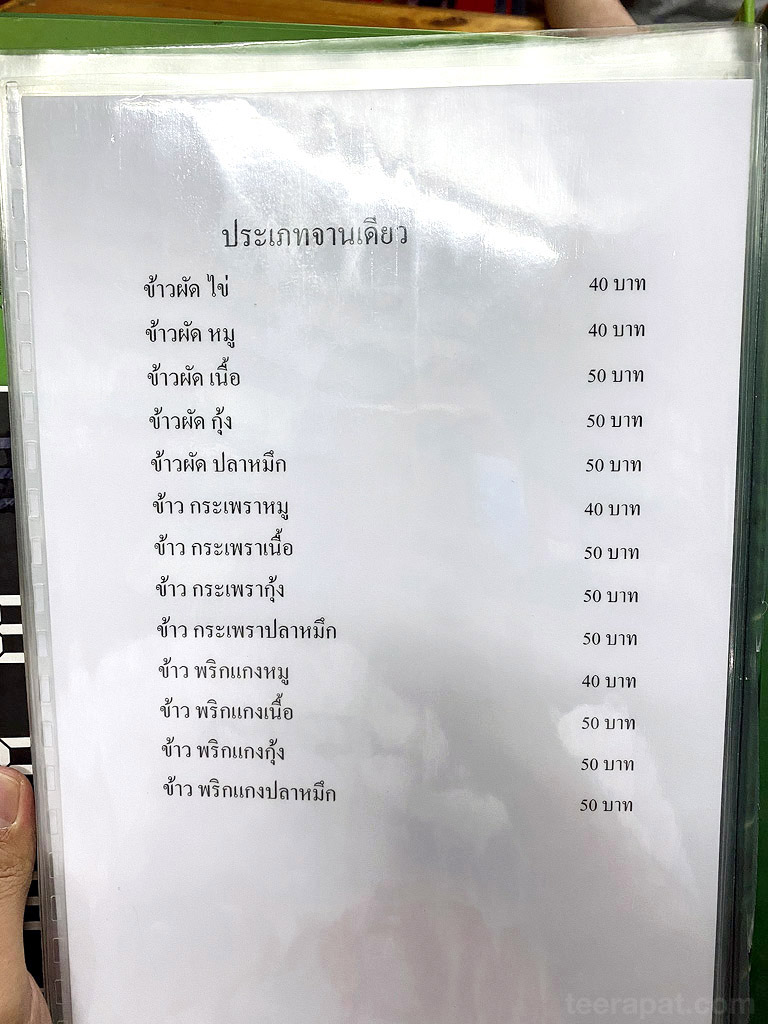 ประเภทจานเดียว
ข้าวผัด ไข่ 40 บาท
ข้าวผัด หมู 40 บาท
ข้าวผัด เนื้อ 50 บาท
ข้าวผัด กุ้ง 50 บาท
ข้าวผัด ปลาหมึก 50 บาท
ข้าว กระเพราหมู 40 บาท
ข้าว กระเพราเนื้อ 50 บาท
ข้าว กระเพรากุ้ง 50 บาท
ข้าว กระเพราปลาหมึก 50 บาท
ข้าว พริกแกงหมู 40 บาท
ข้าว พริกแกงเนื้อ 50 บาท
ข้าว พริกแกงกุ้ง 50 บาท
ข้าว พริกแกงปลาหมึก 50 บาท
teerapat.com